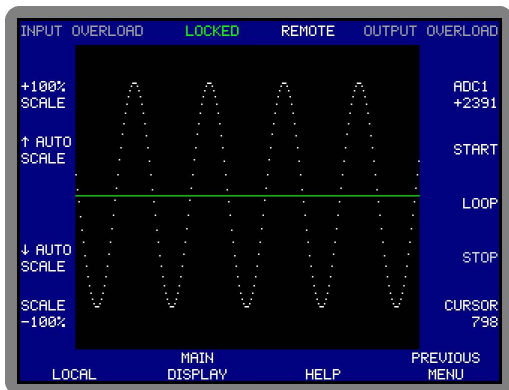 INPUT OVERLOAD LOCKED REMOTE OUTPUT OVERLOAD
+100%
SCALE
ADC1
+2391
↑ AUTO
SCALE
START
LOOP
↓ AUTO
SCALE
STOP
SCALE
-100%
CURSOR
798
LOCAL
MAIN
DISPLAY
HELP
PREVIOUS
MENU